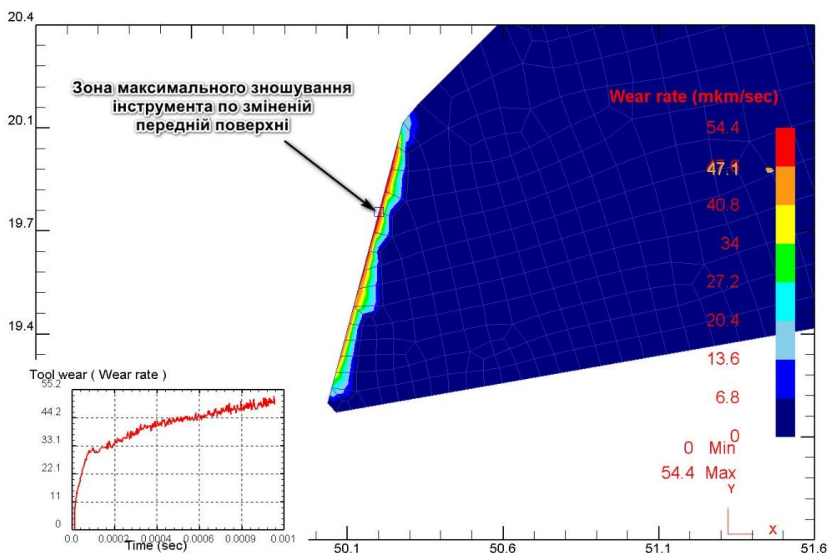 20.4
20.1
19.7
19.4
Зона максимального зношування
інструмента по зміненій
передній поверхні
Wear rate (mkm/sec)
54.4
47.1
40.8
34
27.2
20.4
13.6
6.8
0
0 Min
54.4 Max
Y
X
50.1
50.6
51.1
51.6
Tool wear ( Wear rate )
55.2
44.2
33.1
22.1
11
0
0.0
0.0002
0.0004
0.0006
0.0009
0.001
Time (sec)